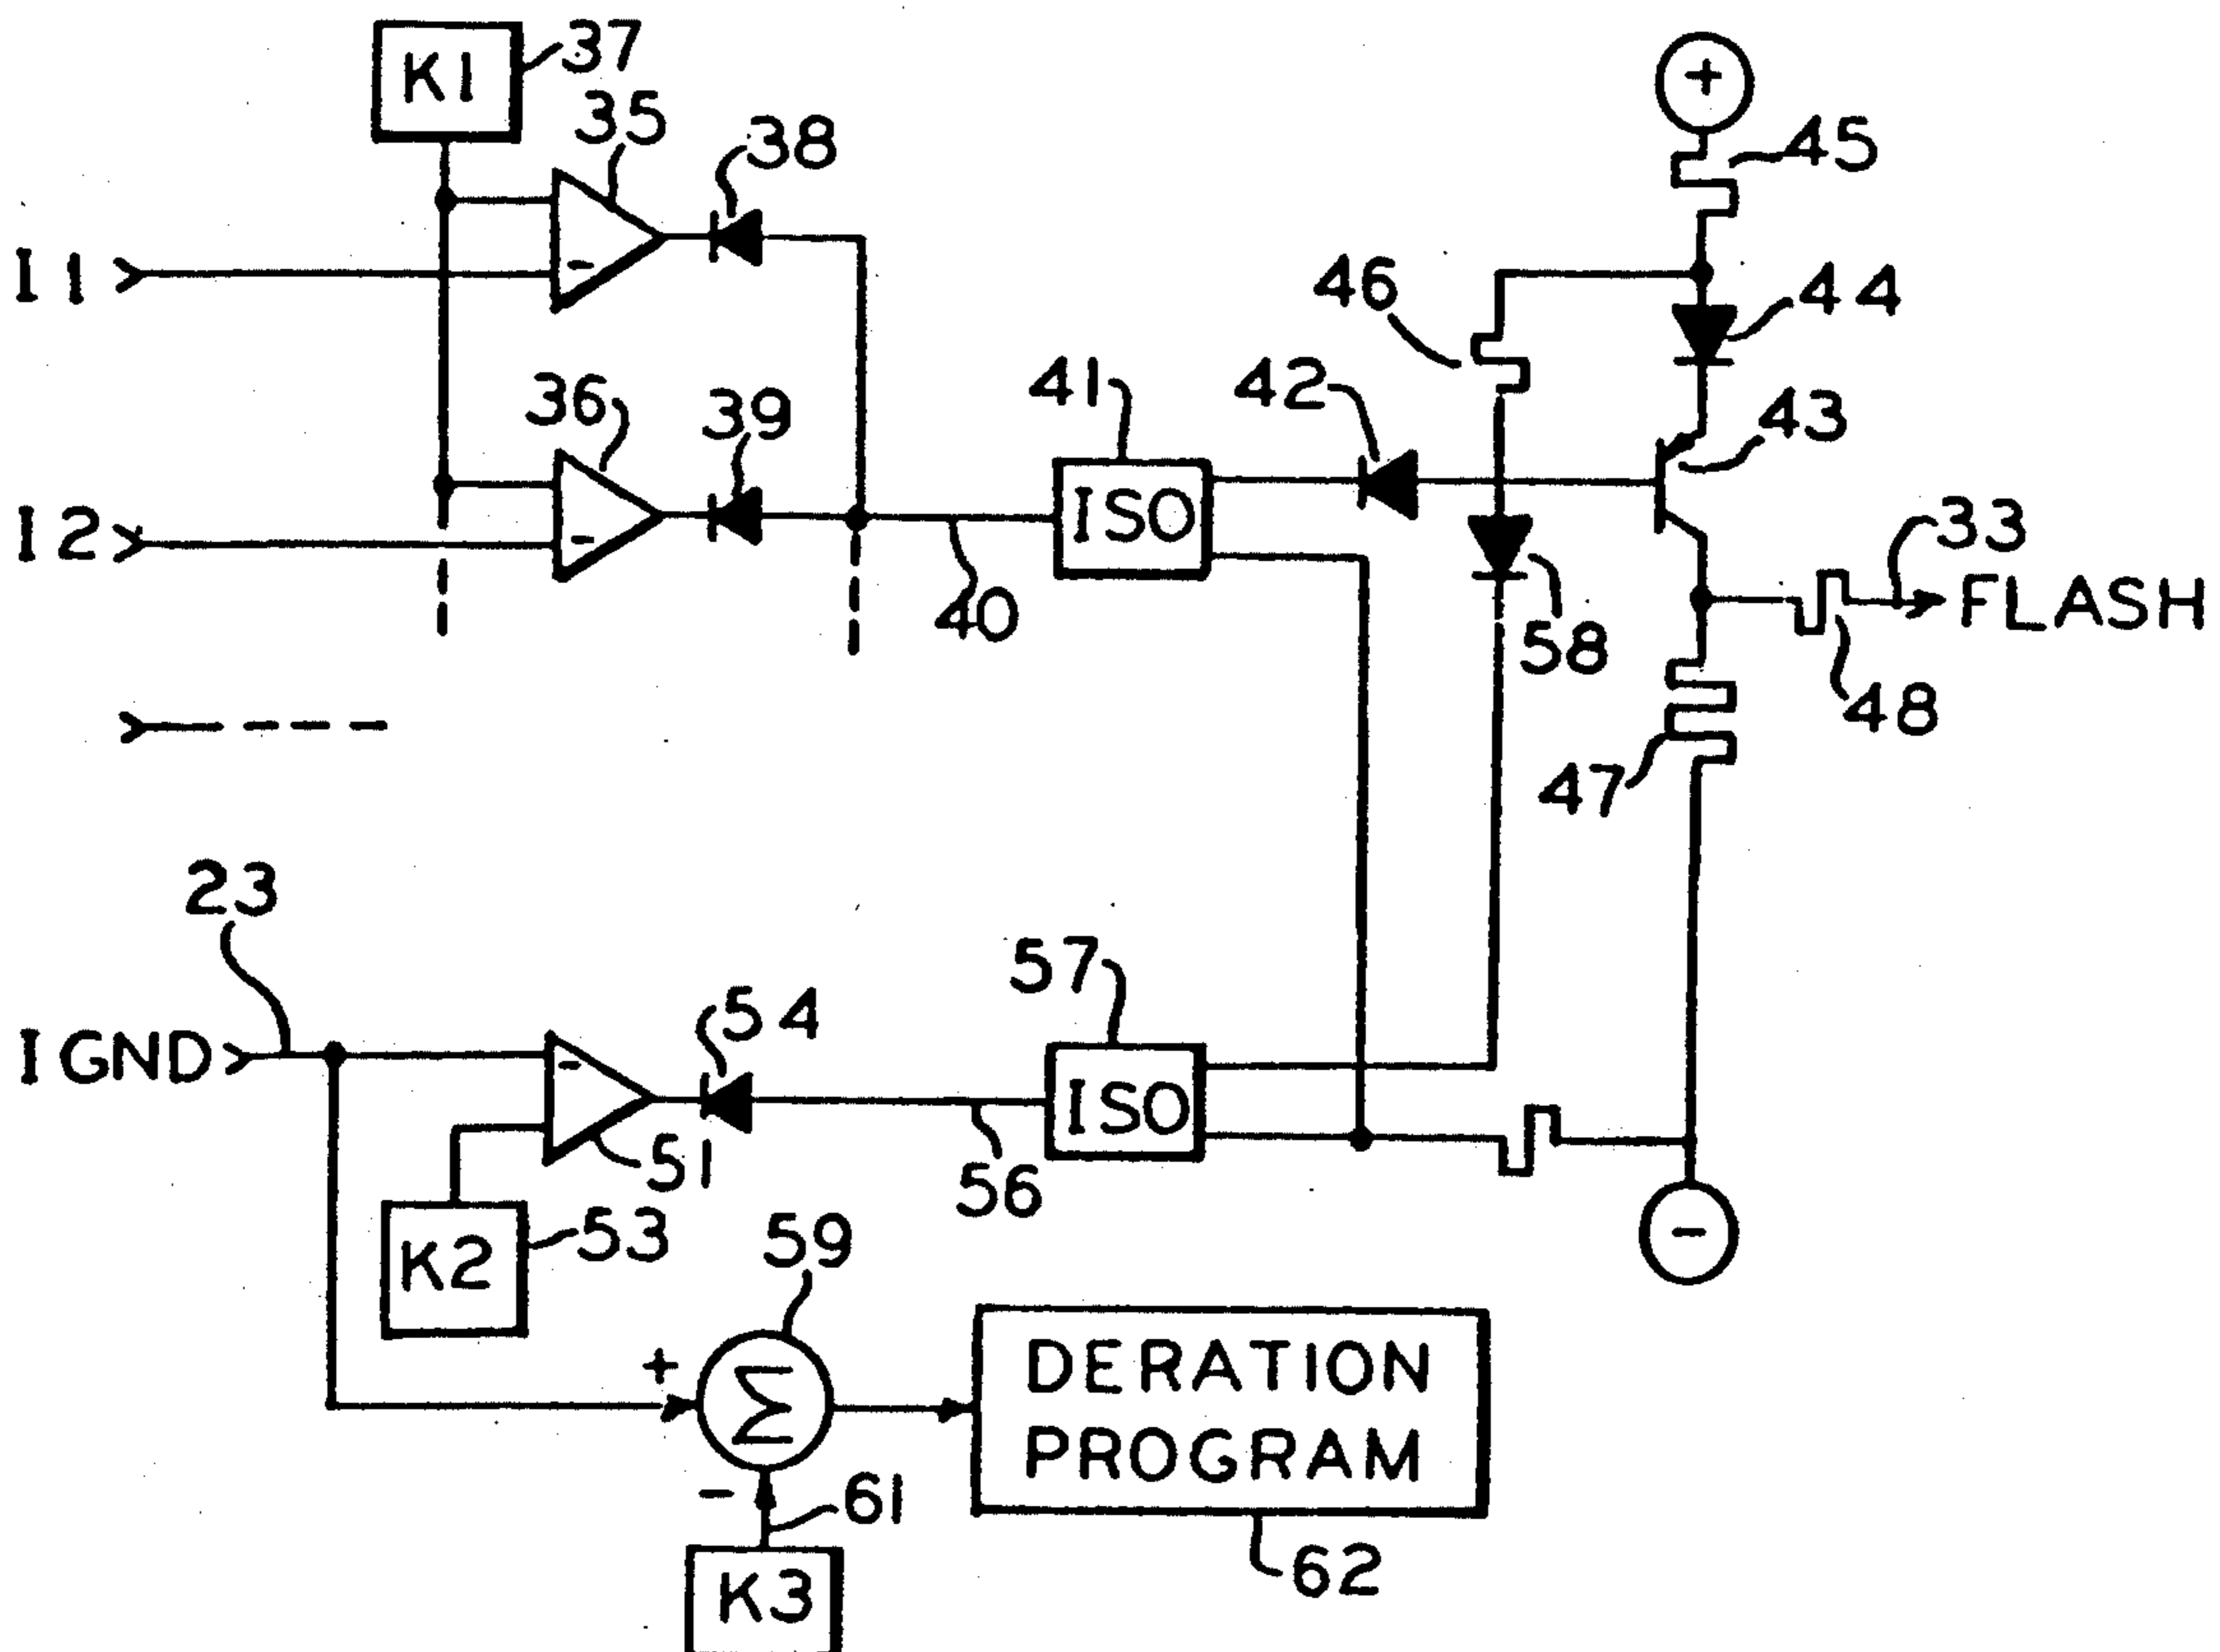 K1
37
35
38
+
45
I1
-
46
44
36
39
41
42
43
I2
-
ISO
33
FLASH
40
58
48
47
23
57
IGND
-
54
ISO
51
56
K2
53
59
-
+
Σ
DERATION
PROGRAM
-
61
62
K3